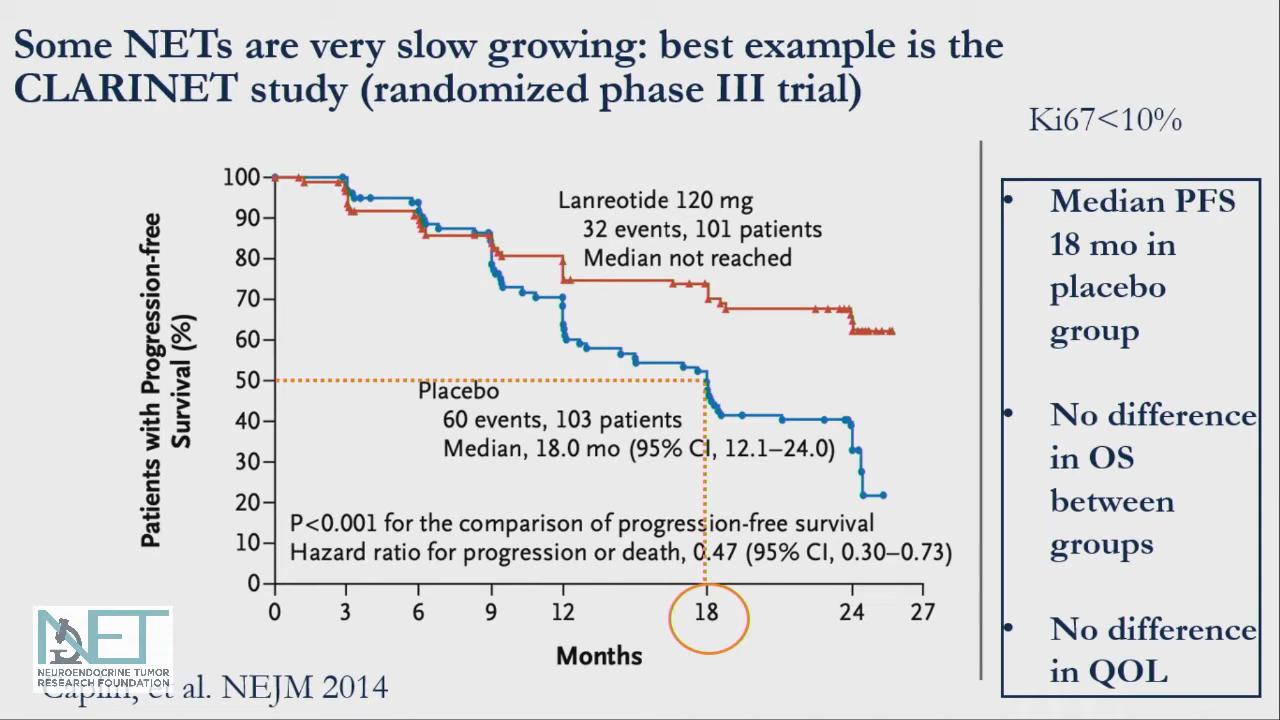 Some NETs are very slow growing: best example is the
CLARINET study (randomized phase III trial)
Ki67<10%
Patients with Progression-free
Survival (%)
100
90
80
70
60
50
40
30
20
10
0
Lanreotide 120 mg
32 events, 101 patients
Median not reached
Placebo
60 events, 103 patients
Median, 18.0 mo (95% CI, 12.1–24.0)
P<0.001 for the comparison of progression-free survival
Hazard ratio for progression or death, 0.47 (95% CI, 0.30–0.73)
0 3 6 9 12 18 24 27
Months
• Median PFS
18 mo in
placebo
group
• No difference
in OS
between
groups
• No difference
in QOL
NET
NEUROENDOCRINE TUMOR
RESEARCH FOUNDATION
et al. NEJM 2014